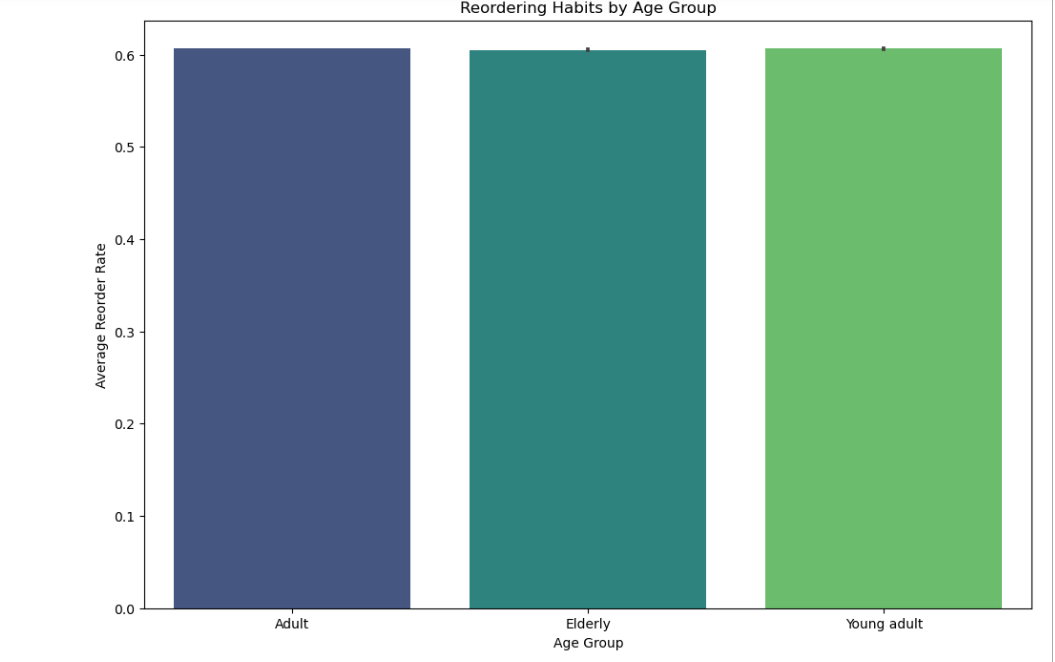 Reordering Habits by Age Group
Average Reorder Rate
0.6
0.5
0.4
0.3
0.2
0.1
0.0
Adult Elderly Young adult
Age Group